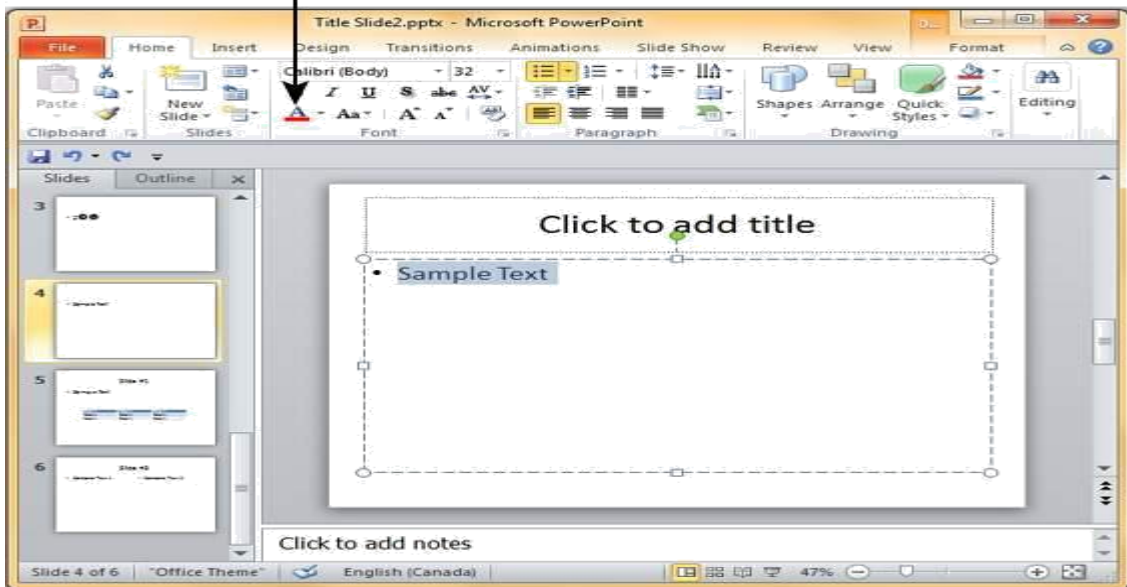 Title Slide2.pptx - Microsoft PowerPoint
File Home Insert Design Transitions Animations Slide Show Review View Format
Calibri (Body) 32
I U S abc AV
A Aa A A
Paste New Slide Shapes Arrange Quick Styles Editing
Clipboard Slides Font Paragraph Drawing
Slides Outline
3
4
5
6
Click to add title
• Sample Text
Click to add notes
Slide 4 of 6 "Office Theme" English (Canada) 47%